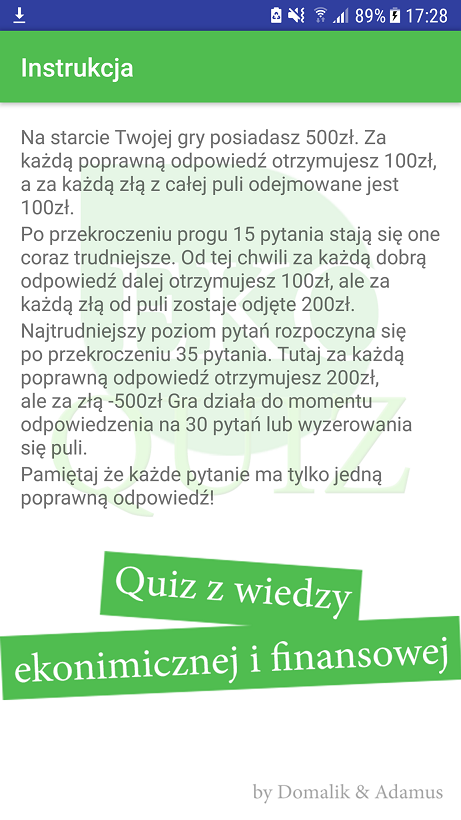 89% 17:28
Instrukcja
Na starcie Twojej gry posiadasz 500zł. Za
każdą poprawną odpowiedź otrzymujesz 100zł,
a za każdą złą z całej puli odejmowane jest
100zł.
Po przekroczeniu progu 15 pytania stają się one
coraz trudniejsze. Od tej chwili za każdą dobrą
odpowiedź dalej otrzymujesz 100zł, ale za
każdą złą od puli zostaje odjęte 200zł.
Najtrudniejszy poziom pytań rozpoczyna się
po przekroczeniu 35 pytania. Tutaj za każdą
poprawną odpowiedź otrzymujesz 200zł,
ale za złą -500zł Gra działa do momentu
odpowiedzenia na 30 pytań lub wyzerowania
się puli.
Pamiętaj że każde pytanie ma tylko jedną
poprawną odpowiedź!
EKO
QUIZ
Quiz z wiedzy
ekonimicznej i finansowej
by Domalik & Adamus